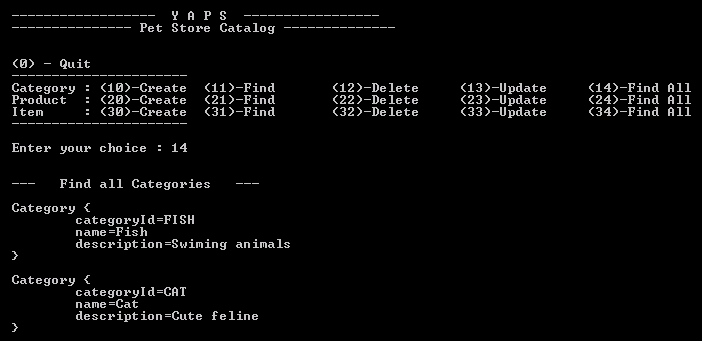 ------------------ Y A P S -----------------
--------------- Pet Store Catalog --------------
(0) - Quit
----------------------
Category : (10)-Create (11)-Find (12)-Delete (13)-Update (14)-Find All
Product : (20)-Create (21)-Find (22)-Delete (23)-Update (24)-Find All
Item : (30)-Create (31)-Find (32)-Delete (33)-Update (34)-Find All
----------------------
Enter your choice : 14
--- Find all Categories ---
Category {
categoryId=FISH
name=Fish
description=Swiming animals
}
Category {
categoryId=CAT
name=Cat
description=Cute feline
}